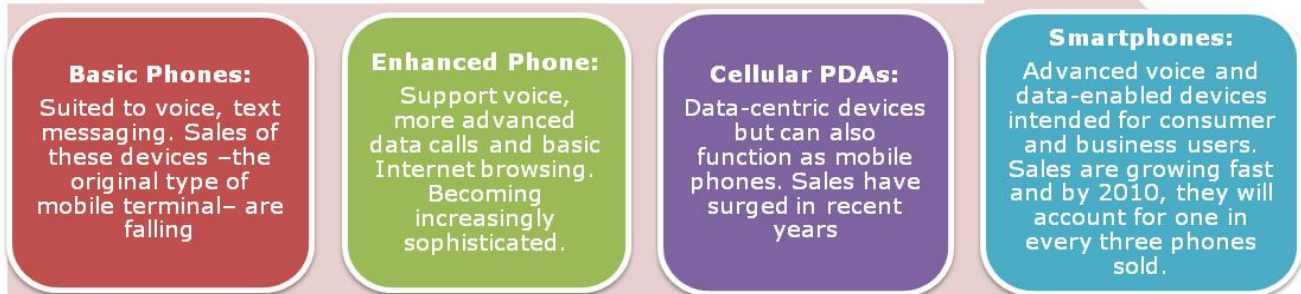 Basic Phones:
Suited to voice, text
messaging. Sales of
these devices –the
original type of
mobile terminal– are
falling
Enhanced Phone:
Support voice,
more advanced
data calls and basic
Internet browsing.
Becoming
increasingly
sophisticated.
Cellular PDAs:
Data-centric devices
but can also
function as mobile
phones. Sales have
surged in recent
years
Smartphones:
Advanced voice and
data-enabled devices
intended for consumer
and business users.
Sales are growing fast
and by 2010, they will
account for one in
every three phones
sold.